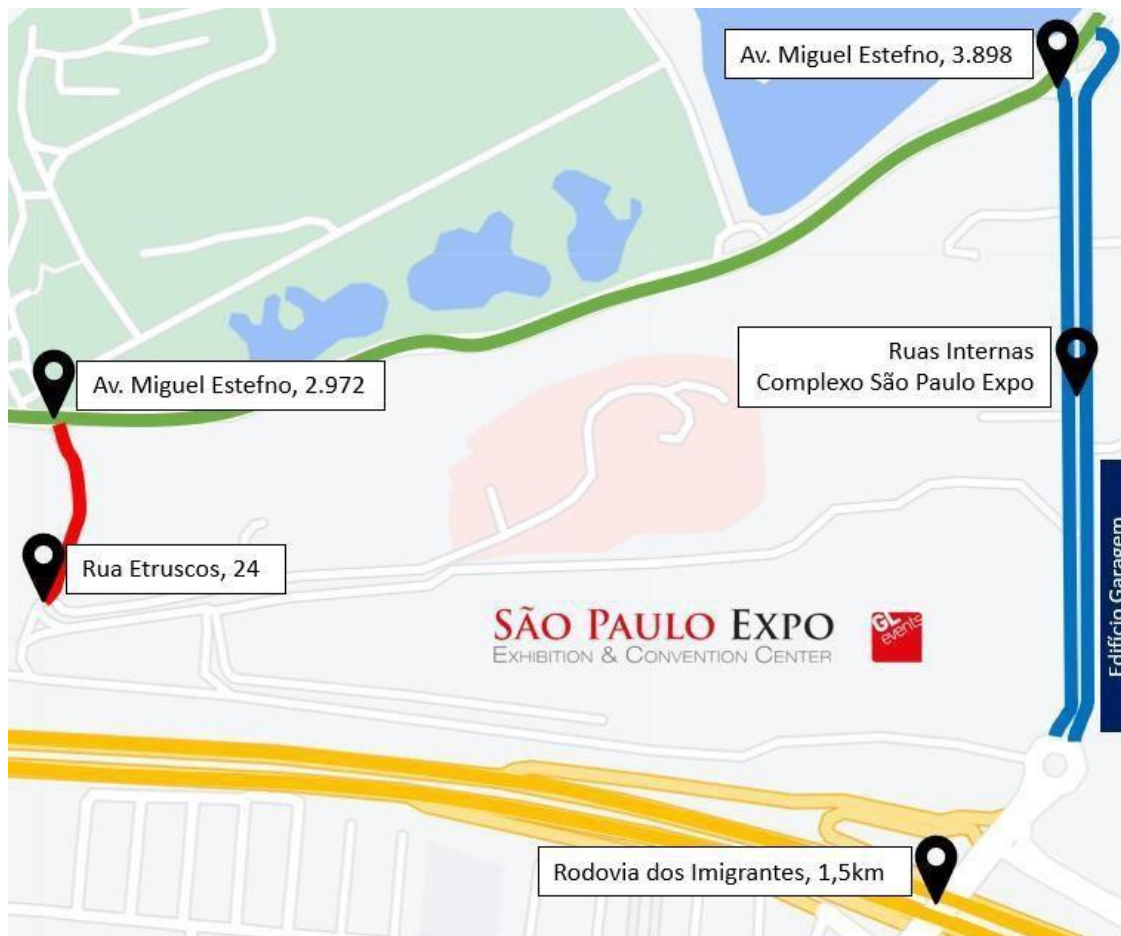 Av. Miguel Estefno, 3.898
Ruas Internas
Complexo São Paulo Expo
Av. Miguel Estefno, 2.972
Rua Etruscos, 24
Edifício Garagem
SÃO PAULO EXPO
EXHIBITION & CONVENTION CENTER
GL
events
Rodovia dos Imigrantes, 1,5km